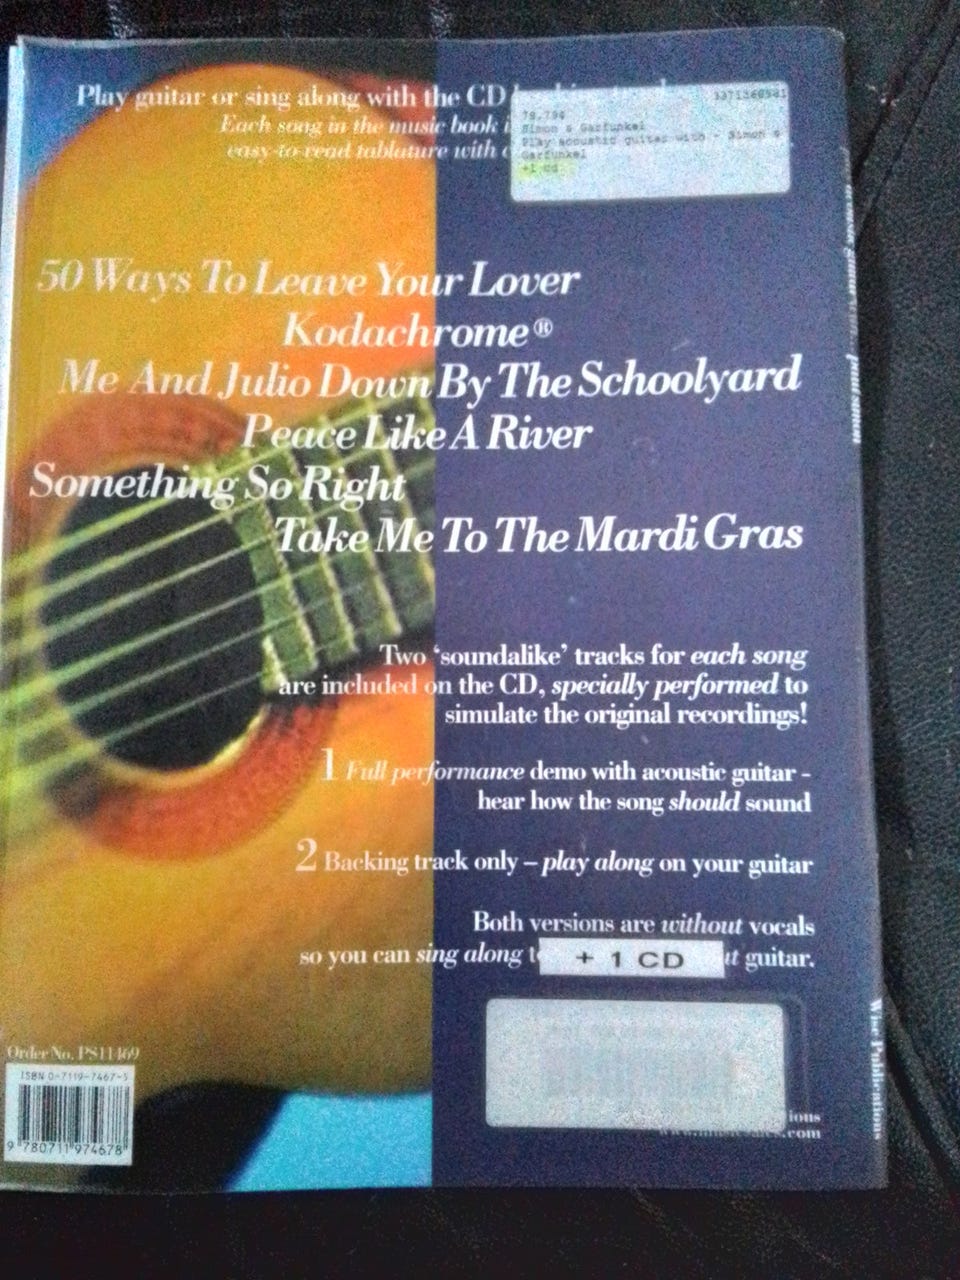 Play guitar or sing along with the CD
Each song in the music book
easy-to-read tablature with
78.794
Simon & Garfunkel
Play acoustic guitar with - Simon &
Garfunkel
+1 CD
50 Ways To Leave Your Lover
Kodachrome®
Me And Julio Down By The Schoolyard
Peace Like A River
Something So Right
Take Me To The Mardi Gras
Two ‘soundalike’ tracks for each song
are included on the CD, specially performed to
simulate the original recordings!
1 Full performance demo with acoustic guitar -
hear how the song should sound
2 Backing track only – play along on your guitar
Both versions are without vocals
so you can sing along
+ 1 CD
guitar.
Order No. PS11469
ISBN 0-7119-7467-5
9 780711 974678
paul simon
Wise Publications